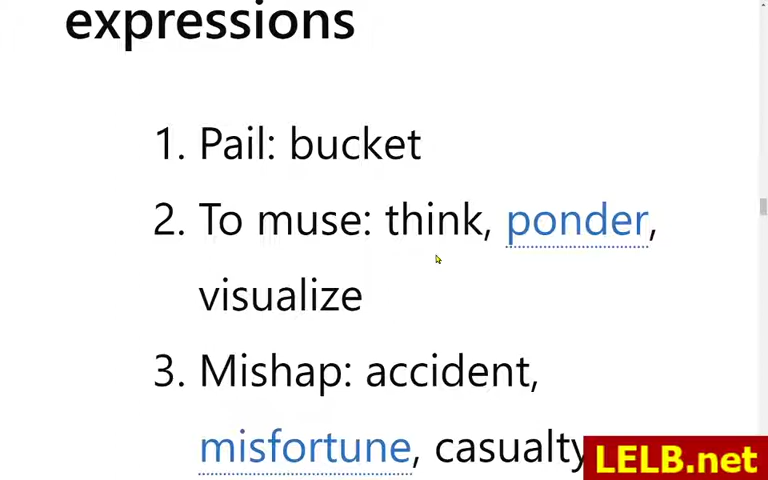 expressions
1. Pail: bucket
2. To muse: think, ponder,
visualize
3. Mishap: accident,
misfortune, casualty
LELB.net